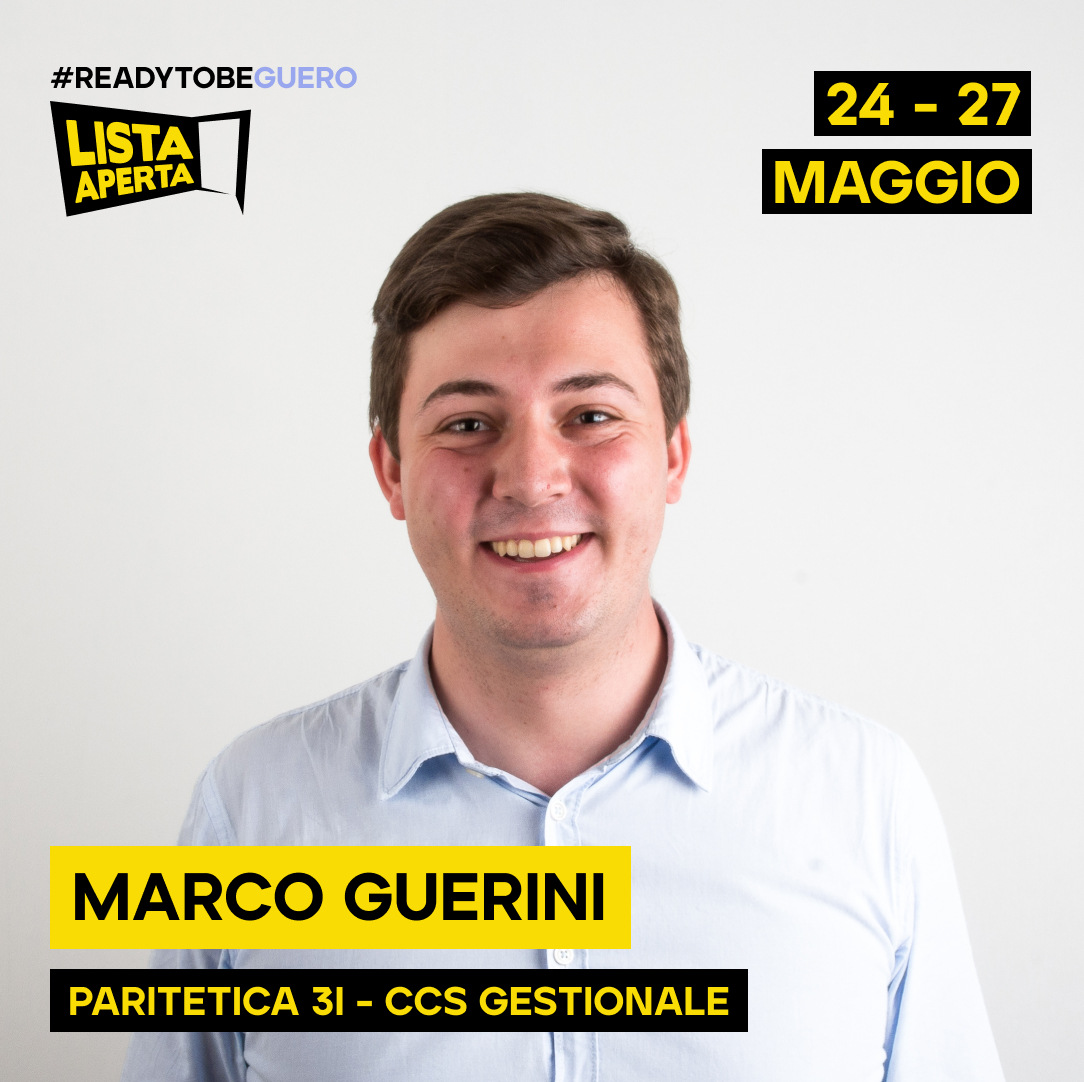 #READYTOBEGUERO
LISTA
APERTA
24 - 27
MAGGIO
MARCO GUERINI
PARITETICA 3I - CCS GESTIONALE